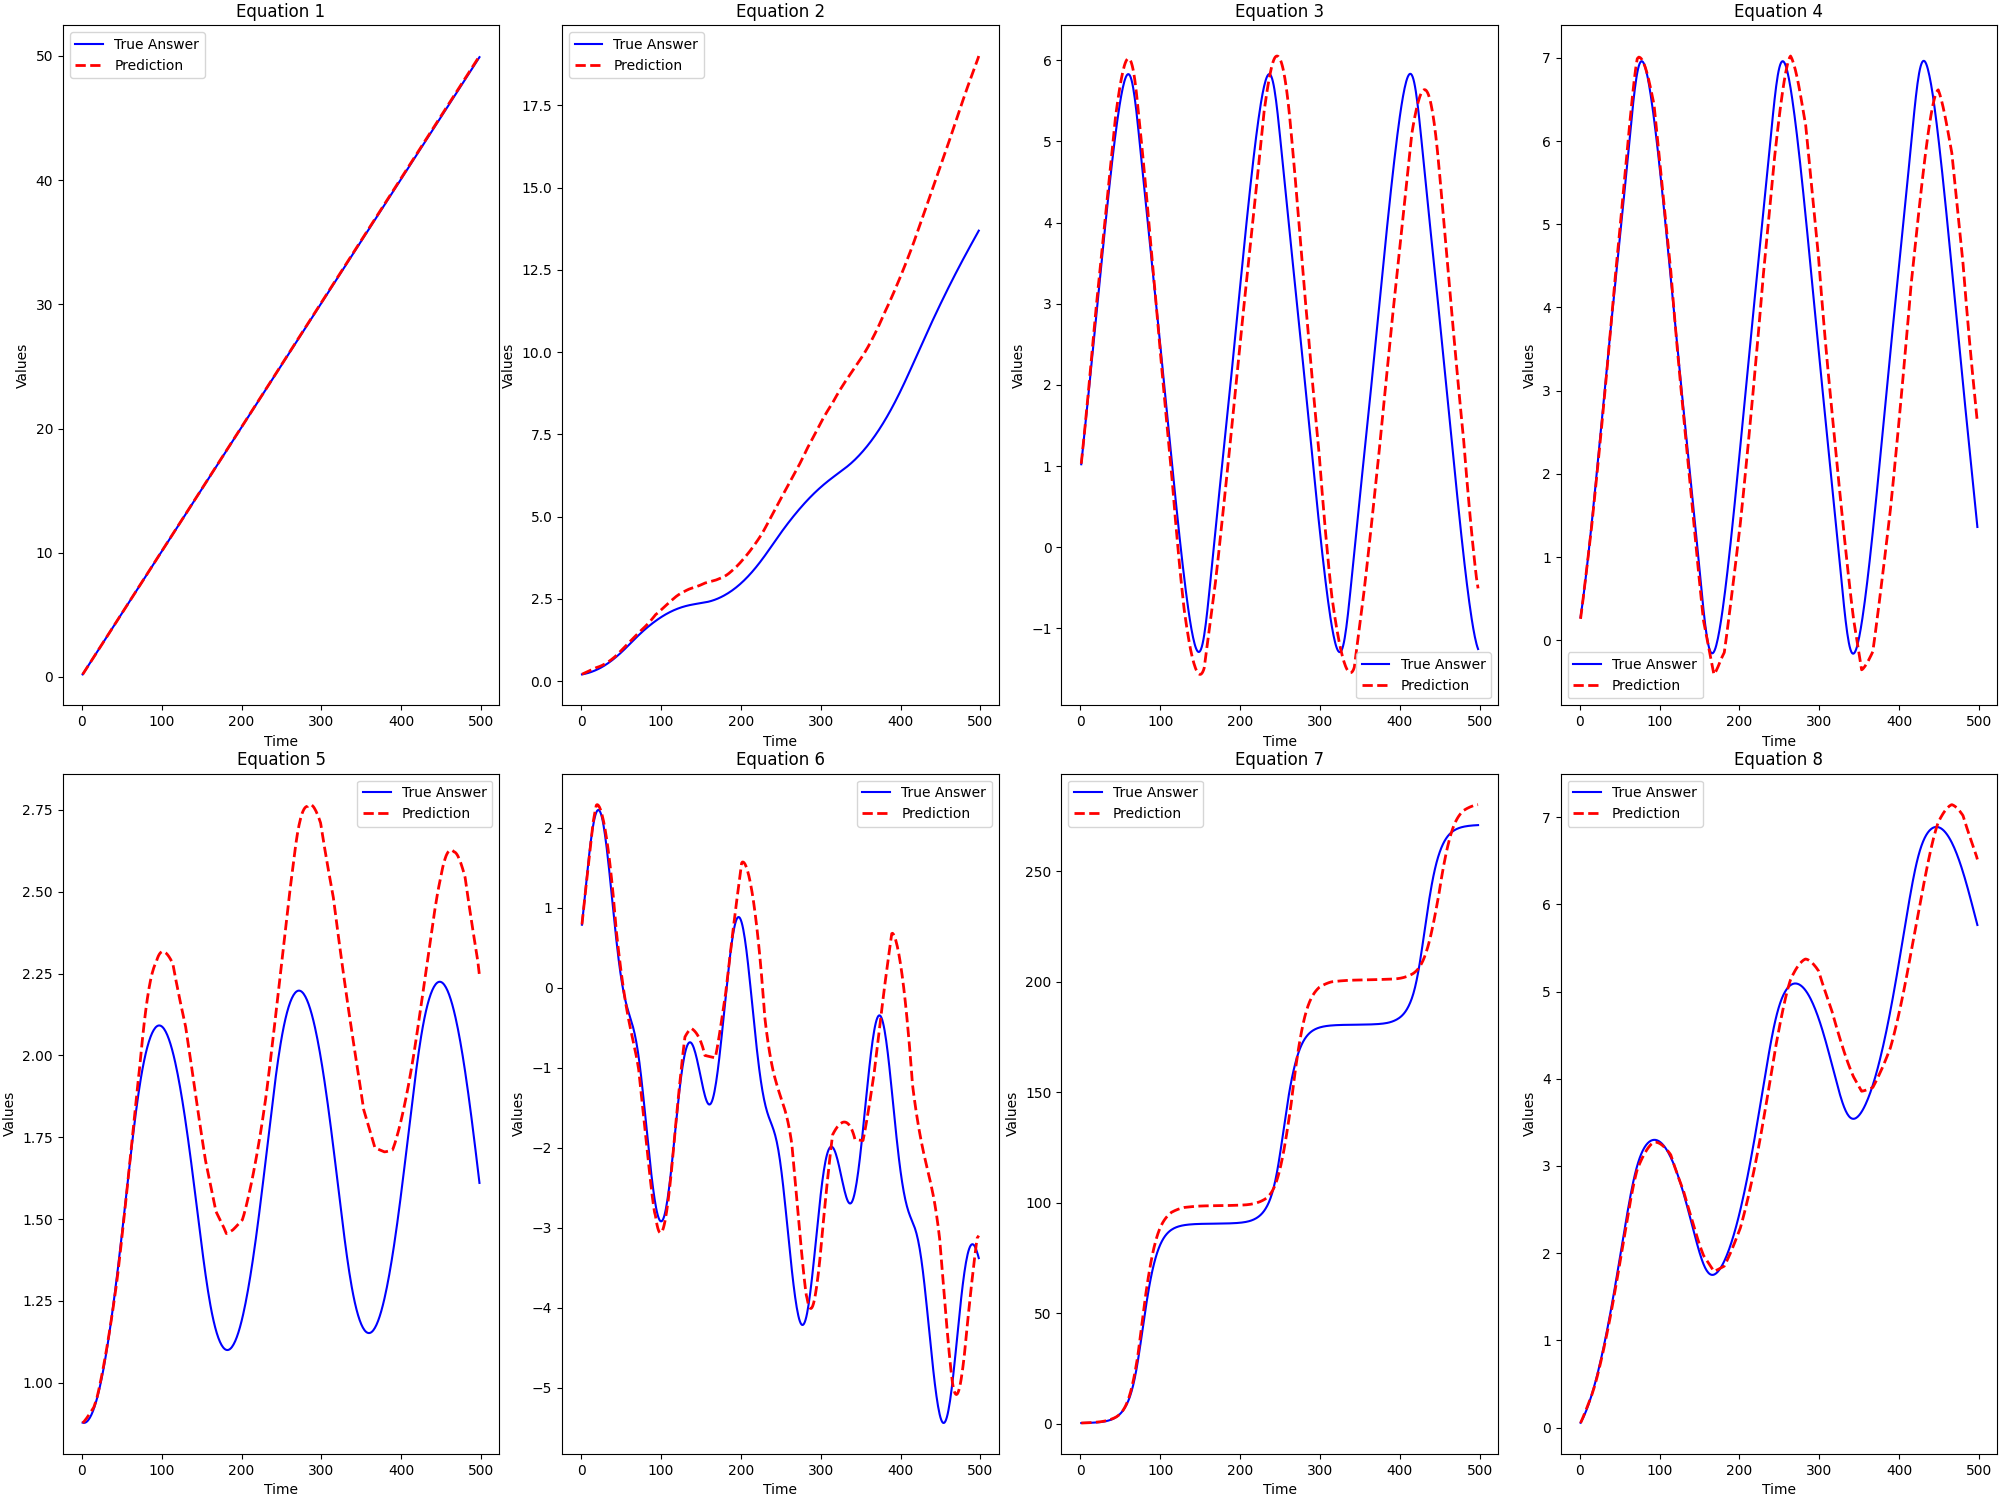 Equation 1
True Answer
Prediction
50
40
30
20
10
0
Values
0 100 200 300 400 500
Time
Equation 2
True Answer
Prediction
17.5
15.0
12.5
10.0
7.5
5.0
2.5
0.0
Values
0 100 200 300 400 500
Time
Equation 3
6
5
4
3
2
1
0
−1
Values
True Answer
Prediction
0 100 200 300 400 500
Time
Equation 4
7
6
5
4
3
2
1
0
Values
True Answer
Prediction
0 100 200 300 400 500
Time
Equation 5
True Answer
Prediction
2.75
2.50
2.25
2.00
1.75
1.50
1.25
1.00
Values
0 100 200 300 400 500
Time
Equation 6
True Answer
Prediction
2
1
0
−1
−2
−3
−4
−5
Values
0 100 200 300 400 500
Time
Equation 7
True Answer
Prediction
250
200
150
100
50
0
Values
0 100 200 300 400 500
Time
Equation 8
True Answer
Prediction
7
6
5
4
3
2
1
0
Values
0 100 200 300 400 500
Time